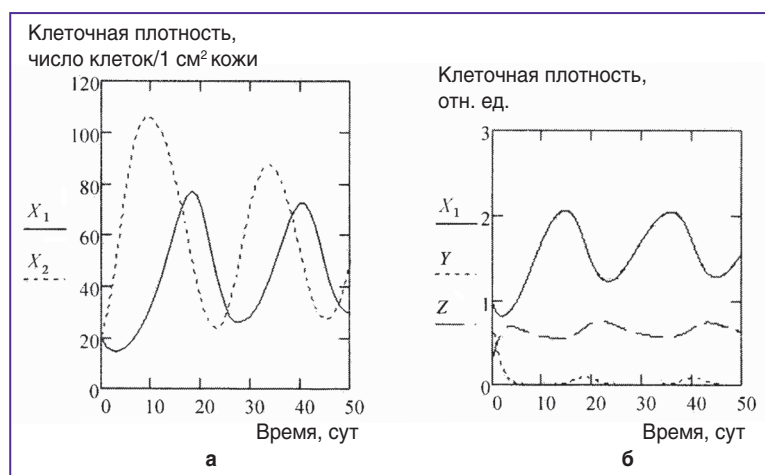 Клеточная плотность,
число клеток/1 см² кожи
120
100
80
60
40
20
0
X₁
X₂
0 10 20 30 40 50
Время, сут
а
Клеточная плотность,
отн. ед.
3
2
1
0
X₁
Y
Z
0 10 20 30 40 50
Время, сут
б